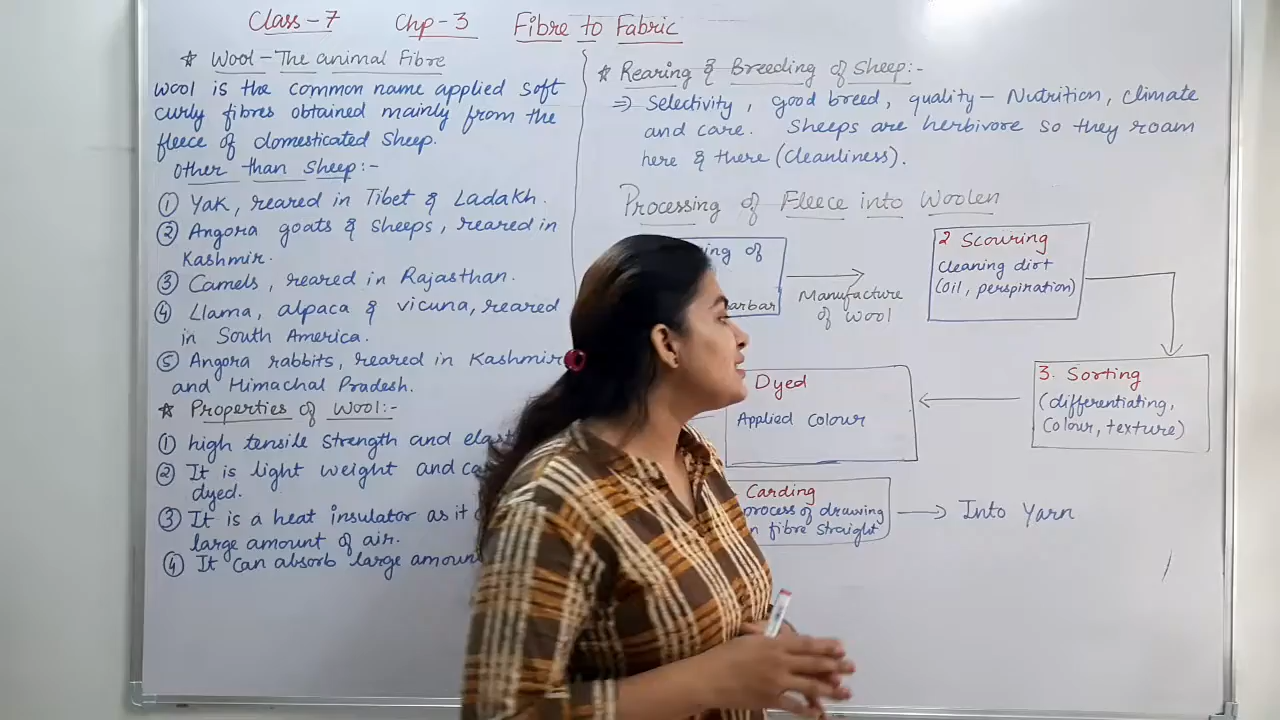 Class-7 Chp-3 Fibre to Fabric
* Wool-The animal Fibre
Wool is the common name applied soft
curly fibres obtained mainly from the
fleece of domesticated Sheep.
Other than Sheep:-
① Yak, reared in Tibet & Ladakh.
② Angora goats & Sheeps, reared in
Kashmir.
③ Camels, reared in Rajasthan.
④ Llama, alpaca & vicuna, reared
in South America.
⑤ Angora rabbits, reared in Kashmir
and Himachal Pradesh.
* Properties of Wool:-
① high tensile strength and
② It is light weight and
dyed.
③ It is a heat insulator as it
large amount of air.
④ It can absorb large
* Rearing & Breeding of Sheep:-
⇒ Selectivity, good breed, quality - Nutrition, climate
and care. Sheeps are herbivore so they roam
here & there (cleanliness).
Processing of Fleece into Woolen
of
Manufacture
of wool
2 Scouring
Cleaning dirt
(oil, perspiration)
3. Sorting
(differentiating,
colour, texture)
Dyed
Applied colour
Carding
process of drawing
fibre straight
Into Yarn